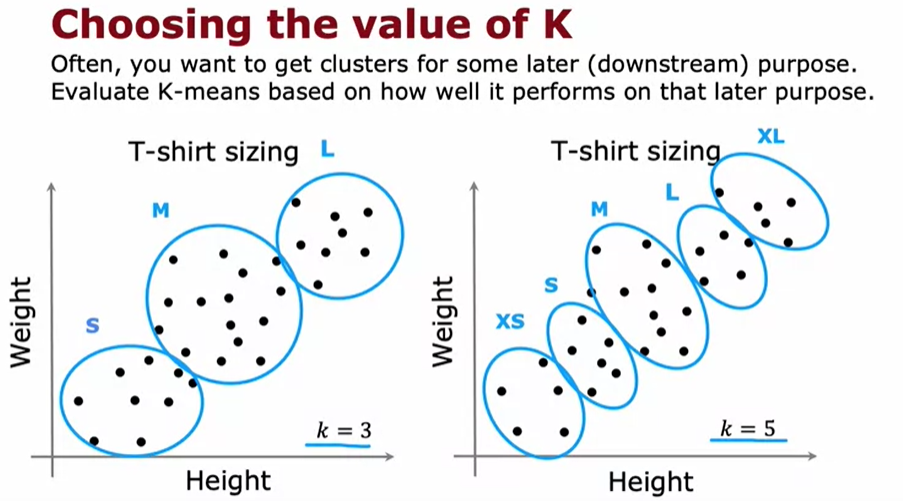 Choosing the value of K
Often, you want to get clusters for some later (downstream) purpose.
Evaluate K-means based on how well it performs on that later purpose.
T-shirt sizing
L
M
S
Weight
Height
k = 3
T-shirt sizing
XL
L
M
S
XS
Weight
Height
k = 5